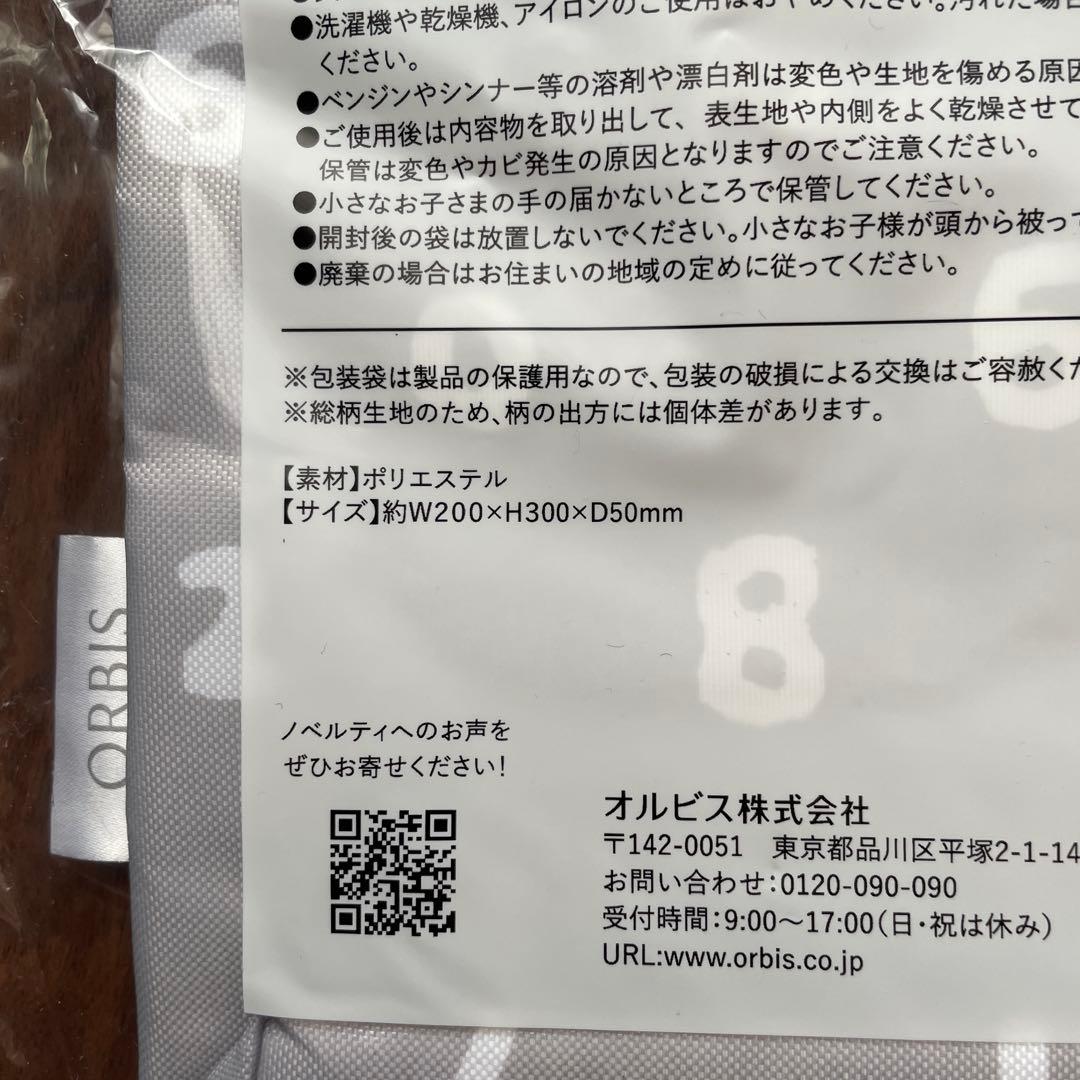 ●洗濯機や乾燥機、アイロンのご使用はおやめください。汚れた場合
ください。
●ベンジンやシンナー等の溶剤や漂白剤は変色や生地を傷める原因
●ご使用後は内容物を取り出して、表生地や内側をよく乾燥させて
保管は変色やカビ発生の原因となりますのでご注意ください。
●小さなお子さまの手の届かないところで保管してください。
●開封後の袋は放置しないでください。小さなお子様が頭から被って
●廃棄の場合はお住まいの地域の定めに従ってください。
※包装袋は製品の保護用なので、包装の破損による交換はご容赦くだ
※総柄生地のため、柄の出方には個体差があります。
【素材】ポリエステル
【サイズ】約W200×H300×D50mm
8
ORBIS
ノベルティへのお声を
ぜひお寄せください!
オルビス株式会社
〒142-0051 東京都品川区平塚2-1-14
お問い合わせ:0120-090-090
受付時間:9:00〜17:00(日・祝は休み)
URL:www.orbis.co.jp